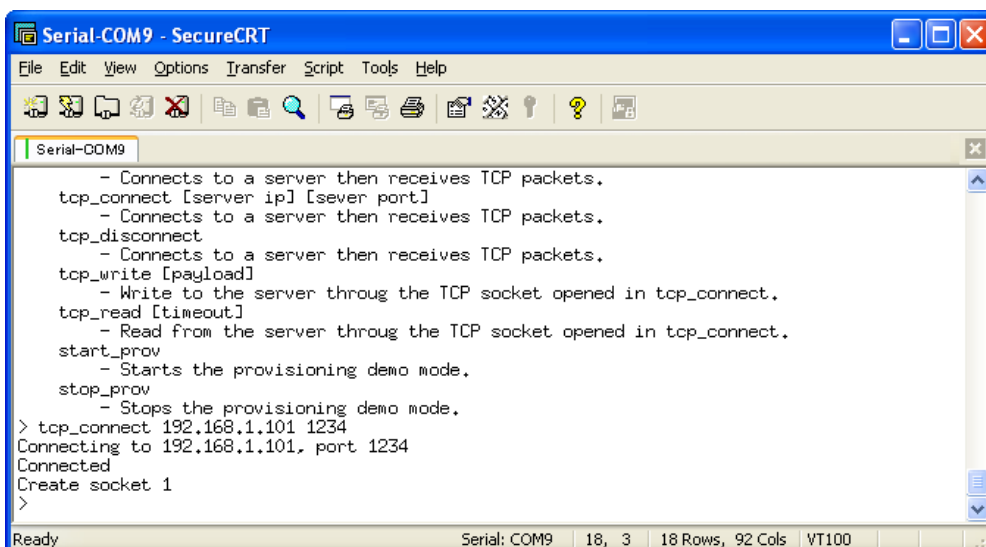 Serial-COM9 - SecureCRT
File Edit View Options Transfer Script Tools Help
Serial-COM9
- Connects to a server then receives TCP packets.
tcp_connect [server ip] [sever port]
- Connects to a server then receives TCP packets.
tcp_disconnect
- Connects to a server then receives TCP packets.
tcp_write [payload]
- Write to the server throug the TCP socket opened in tcp_connect.
tcp_read [timeout]
- Read from the server throug the TCP socket opened in tcp_connect.
start_prov
- Starts the provisioning demo mode.
stop_prov
- Stops the provisioning demo mode.
> tcp_connect 192.168.1.101 1234
Connecting to 192.168.1.101, port 1234
Connected
Create socket 1
>
Ready Serial: COM9 18, 3 18 Rows, 92 Cols VT100